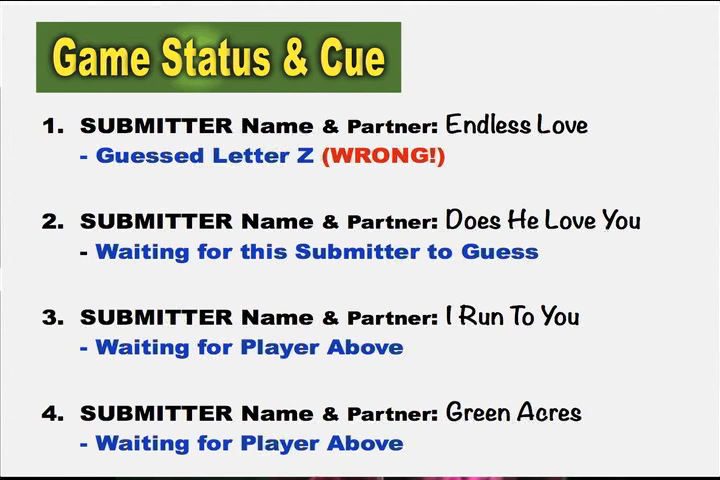 Game Status & Cue
1. SUBMITTER Name & Partner: Endless Love
- Guessed Letter Z (WRONG!)
2. SUBMITTER Name & Partner: Does He Love You
- Waiting for this Submitter to Guess
3. SUBMITTER Name & Partner: I Run To You
- Waiting for Player Above
4. SUBMITTER Name & Partner: Green Acres
- Waiting for Player Above